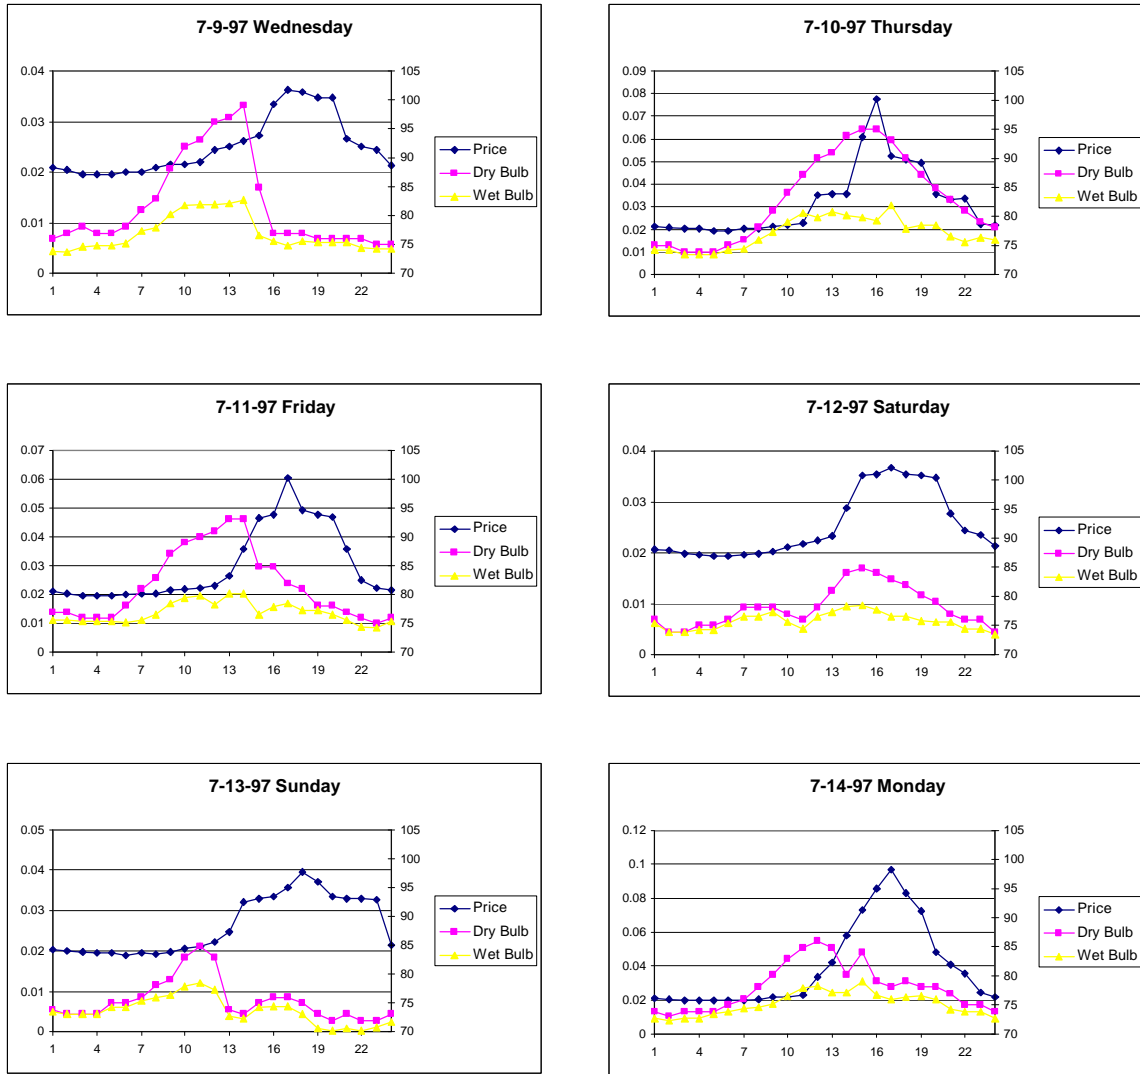 7-9-97 Wednesday
0.04
0.03
0.02
0.01
0
105
100
95
90
85
80
75
70
1 4 7 10 13 16 19 22
Price
Dry Bulb
Wet Bulb
7-10-97 Thursday
0.09
0.08
0.07
0.06
0.05
0.04
0.03
0.02
0.01
0
105
100
95
90
85
80
75
70
1 4 7 10 13 16 19 22
Price
Dry Bulb
Wet Bulb
7-11-97 Friday
0.07
0.06
0.05
0.04
0.03
0.02
0.01
0
105
100
95
90
85
80
75
70
1 4 7 10 13 16 19 22
Price
Dry Bulb
Wet Bulb
7-12-97 Saturday
0.04
0.03
0.02
0.01
0
105
100
95
90
85
80
75
70
1 4 7 10 13 16 19 22
Price
Dry Bulb
Wet Bulb
7-13-97 Sunday
0.05
0.04
0.03
0.02
0.01
0
105
100
95
90
85
80
75
70
1 4 7 10 13 16 19 22
Price
Dry Bulb
Wet Bulb
7-14-97 Monday
0.12
0.1
0.08
0.06
0.04
0.02
0
105
100
95
90
85
80
75
70
1 4 7 10 13 16 19 22
Price
Dry Bulb
Wet Bulb